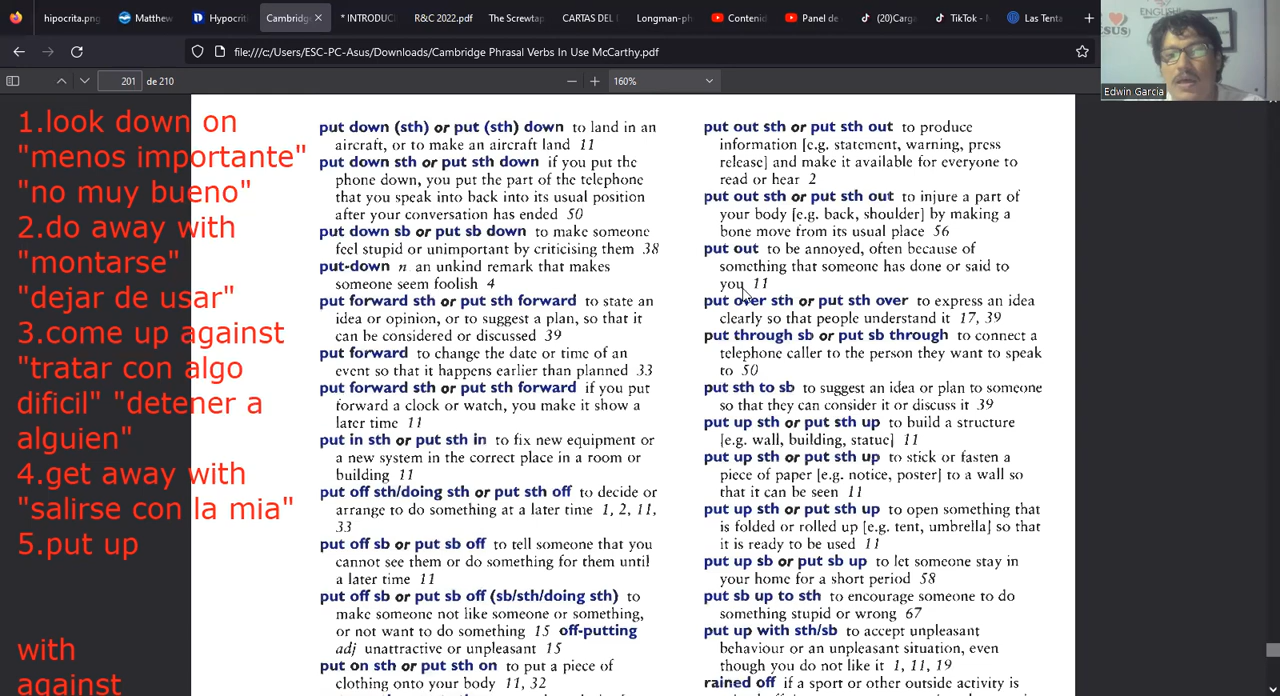 hipocrita.png
Matthew
Hypocriti
Cambridge
* INTRODUC
R&C 2022.pdf
The Screwtap
CARTAS DEL
Longman-ph
Contenid
Panel de
(20)Carga
TikTok -
Las Tenta
file:///c:/Users/ESC-PC-Asus/Downloads/Cambridge Phrasal Verbs In Use McCarthy.pdf
201 de 210
160%
ENGLISH
Edwin Garcia
1.look down on
"menos importante"
"no muy bueno"
2.do away with
"montarse"
"dejar de usar"
3.come up against
"tratar con algo
dificil" "detener a
alguien"
4.get away with
"salirse con la mia"
5.put up
with
against
put down (sth) or put (sth) down to land in an
aircraft, or to make an aircraft land 11
put down sth or put sth down if you put the
phone down, you put the part of the telephone
that you speak into back into its usual position
after your conversation has ended 50
put down sb or put sb down to make someone
feel stupid or unimportant by criticising them 38
put-down n an unkind remark that makes
someone seem foolish 4
put forward sth or put sth forward to state an
idea or opinion, or to suggest a plan, so that it
can be considered or discussed 39
put forward to change the date or time of an
event so that it happens earlier than planned 33
put forward sth or put sth forward if you put
forward a clock or watch, you make it show a
later time 11
put in sth or put sth in to fix new equipment or
a new system in the correct place in a room or
building 11
put off sth/doing sth or put sth off to decide or
arrange to do something at a later time 1, 2, 11,
33
put off sb or put sb off to tell someone that you
cannot see them or do something for them until
a later time 11
put off sb or put sb off (sb/sth/doing sth) to
make someone not like someone or something,
or not want to do something 15 off-putting
adj unattractive or unpleasant 15
put on sth or put sth on to put a piece of
clothing onto your body 11, 32
put out sth or put sth out to produce
information [e.g. statement, warning, press
release] and make it available for everyone to
read or hear 2
put out sth or put sth out to injure a part of
your body [e.g. back, shoulder] by making a
bone move from its usual place 56
put out to be annoyed, often because of
something that someone has done or said to
you 11
put over sth or put sth over to express an idea
clearly so that people understand it 17, 39
put through sb or put sb through to connect a
telephone caller to the person they want to speak
to 50
put sth to sb to suggest an idea or plan to someone
so that they can consider it or discuss it 39
put up sth or put sth up to build a structure
[e.g. wall, building, statue] 11
put up sth or put sth up to stick or fasten a
piece of paper [e.g. notice, poster] to a wall so
that it can be seen 11
put up sth or put sth up to open something that
is folded or rolled up [e.g. tent, umbrella] so that
it is ready to be used 11
put up sb or put sb up to let someone stay in
your home for a short period 58
put sb up to sth to encourage someone to do
something stupid or wrong 67
put up with sth/sb to accept unpleasant
behaviour or an unpleasant situation, even
though you do not like it 1, 11, 19
rained off if a sport or other outside activity is